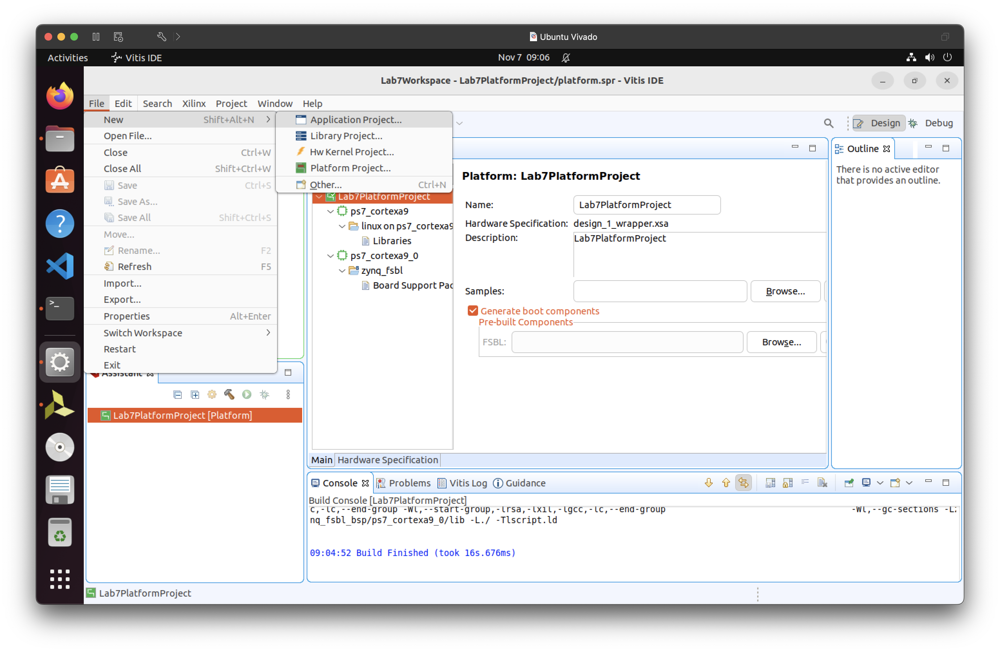 Ubuntu Vivado
Activities
Vitis IDE
Nov 7 09:06
Lab7Workspace - Lab7PlatformProject/platform.spr - Vitis IDE
File Edit Search Xilinx Project Window Help
New Shift+Alt+N
Open File...
Close Ctrl+W
Close All Shift+Ctrl+W
Save Ctrl+S
Save As...
Save All Shift+Ctrl+S
Move...
Rename... F2
Refresh F5
Import...
Export...
Properties Alt+Enter
Switch Workspace
Restart
Exit
Application Project...
Library Project...
Hw Kernel Project...
Platform Project...
Other... Ctrl+N
Design
Debug
Lab7PlatformProject
ps7_cortexa9
linux on ps7_cortexa9
Libraries
ps7_cortexa9_0
zynq_fsbl
Board Support Pac
Platform: Lab7PlatformProject
Name: Lab7PlatformProject
Hardware Specification: design_1_wrapper.xsa
Description: Lab7PlatformProject
Samples: Browse...
Generate boot components
Pre-built Components
FSBL: Browse...
Main Hardware Specification
Outline
There is no active editor
that provides an outline.
Assistant
Lab7PlatformProject [Platform]
Console Problems Vitis Log Guidance
Build Console [Lab7PlatformProject]
c,-lc,--end-group -Wl,--start-group,-lrsa,-lxil,-lgcc,-lc,--end-group -Wl,--gc-sections -Lz
nq_fsbl_bsp/ps7_cortexa9_0/lib -L./ -Tlscript.ld
09:04:52 Build Finished (took 16s.676ms)
Lab7PlatformProject